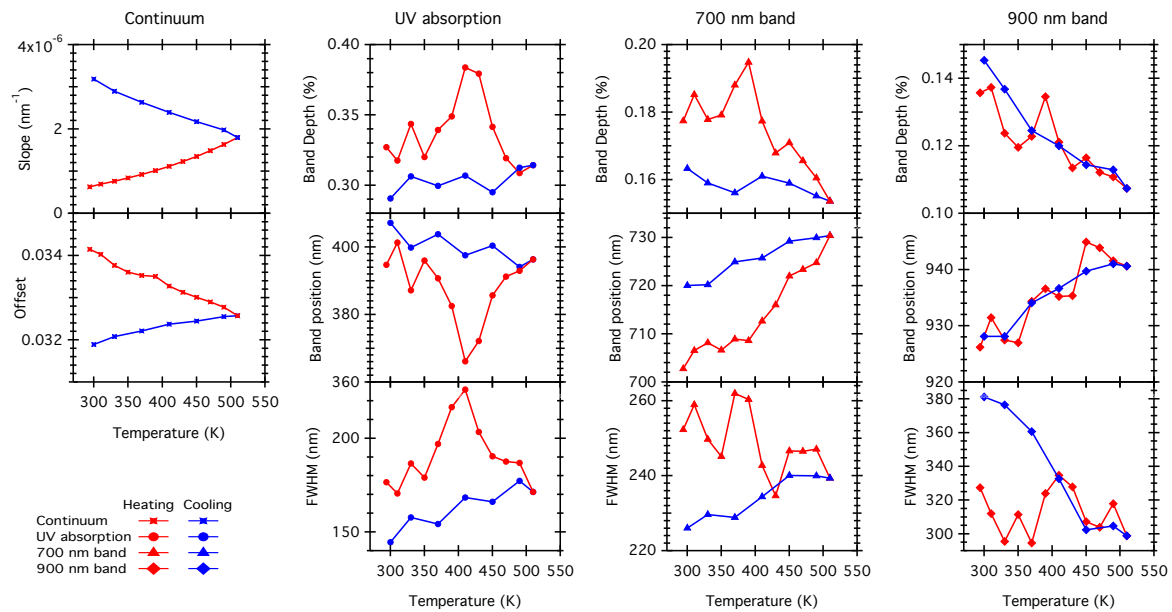 Continuum
4x10⁻⁶
2
0
Slope (nm⁻¹)
0.034
0.032
Offset
300 350 400 450 500 550
Temperature (K)
Heating Cooling
Continuum
UV absorption
700 nm band
900 nm band
UV absorption
0.40
0.35
0.30
Band Depth (%)
400
380
360
Band position (nm)
200
150
FWHM (nm)
300 350 400 450 500 550
Temperature (K)
700 nm band
0.20
0.18
0.16
Band Depth (%)
730
720
710
700
Band position (nm)
260
240
220
FWHM (nm)
300 350 400 450 500 550
Temperature (K)
900 nm band
0.14
0.12
0.10
Band Depth (%)
940
930
920
Band position (nm)
380
360
340
320
300
FWHM (nm)
300 350 400 450 500 550
Temperature (K)